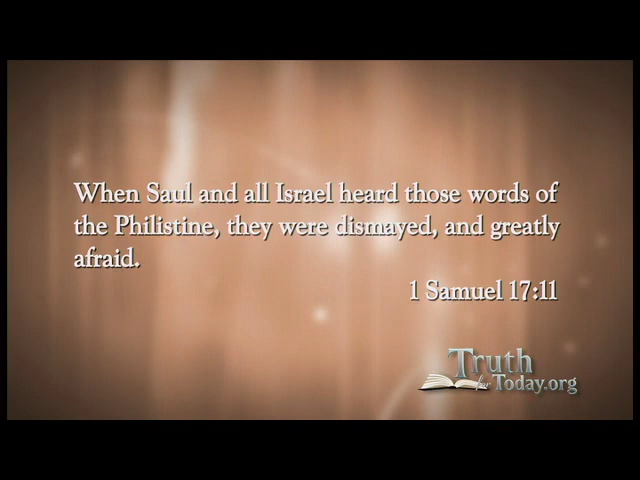 When Saul and all Israel heard those words of
the Philistine, they were dismayed, and greatly
afraid.
1 Samuel 17:11
Truth
for Today.org